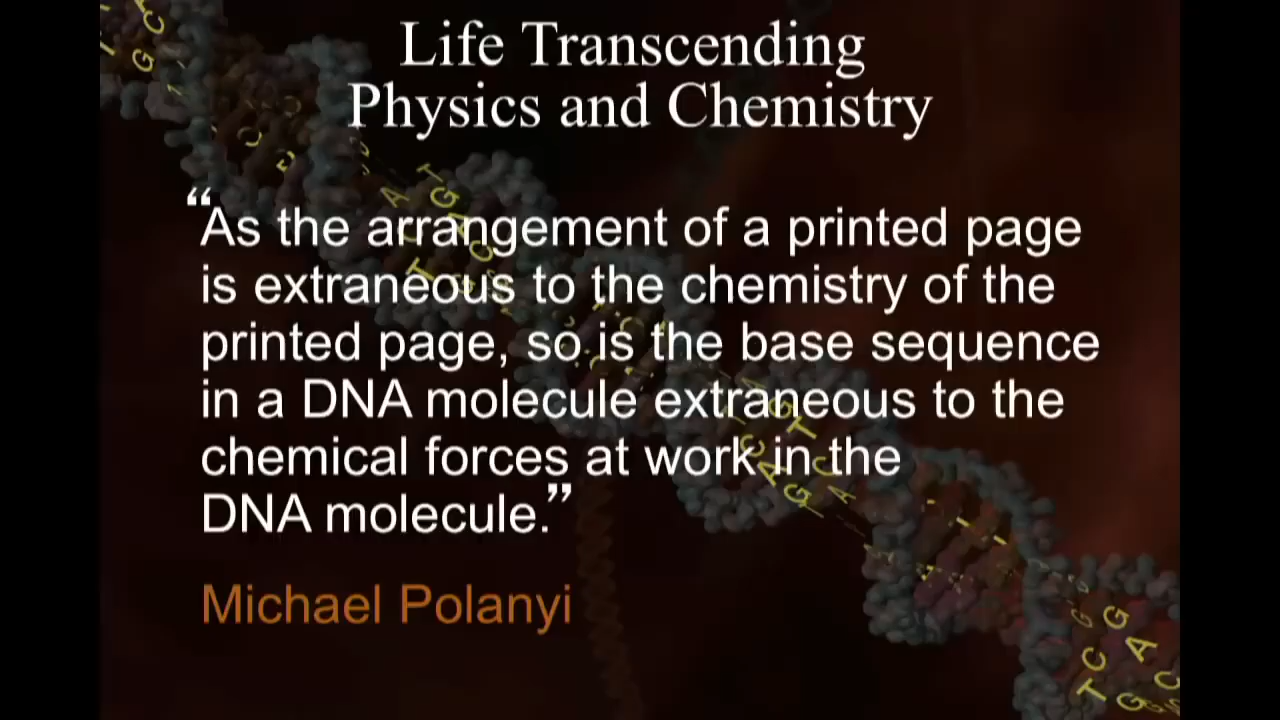 Life Transcending
Physics and Chemistry
“As the arrangement of a printed page
is extraneous to the chemistry of the
printed page, so is the base sequence
in a DNA molecule extraneous to the
chemical forces at work in the
DNA molecule.”
Michael Polanyi